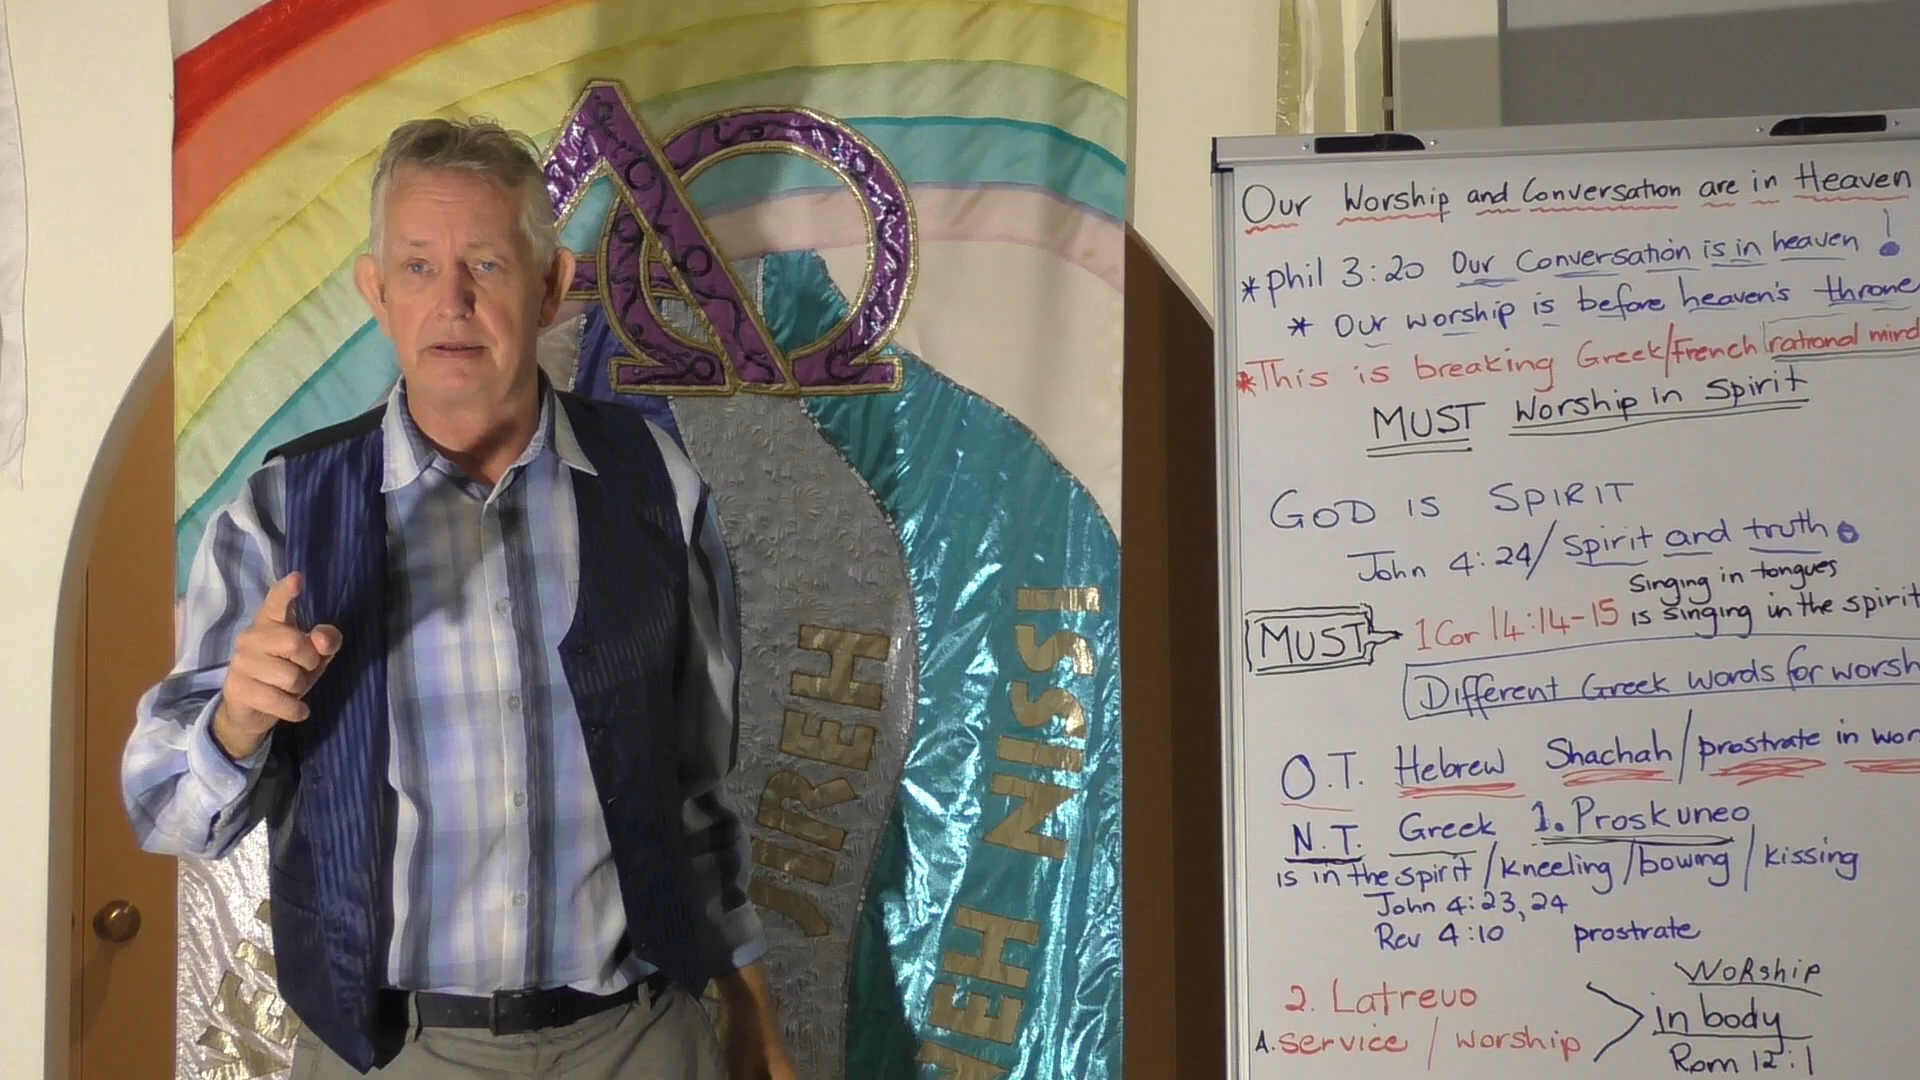 ΑΩ
JIREH
NISSI
EH
Our Worship and Conversation are in Heaven
* Phil 3:20 Our Conversation is in heaven!
* Our worship is before heaven's throne
*This is breaking Greek/French rational mind
MUST Worship in Spirit
GOD IS SPIRIT
John 4:24/ Spirit and truth.
Singing in tongues
MUST 1Cor 14:14-15 is singing in the spirit
Different Greek words for worsh
O.T. Hebrew Shachah/prostrate in wor
N.T. Greek 1. Proskuneo
is in the spirit/kneeling/bowing/kissing
John 4:23,24
Rev 4:10 prostrate
2. Latreuo
A. service / worship
Worship
in body
Rom 12:1